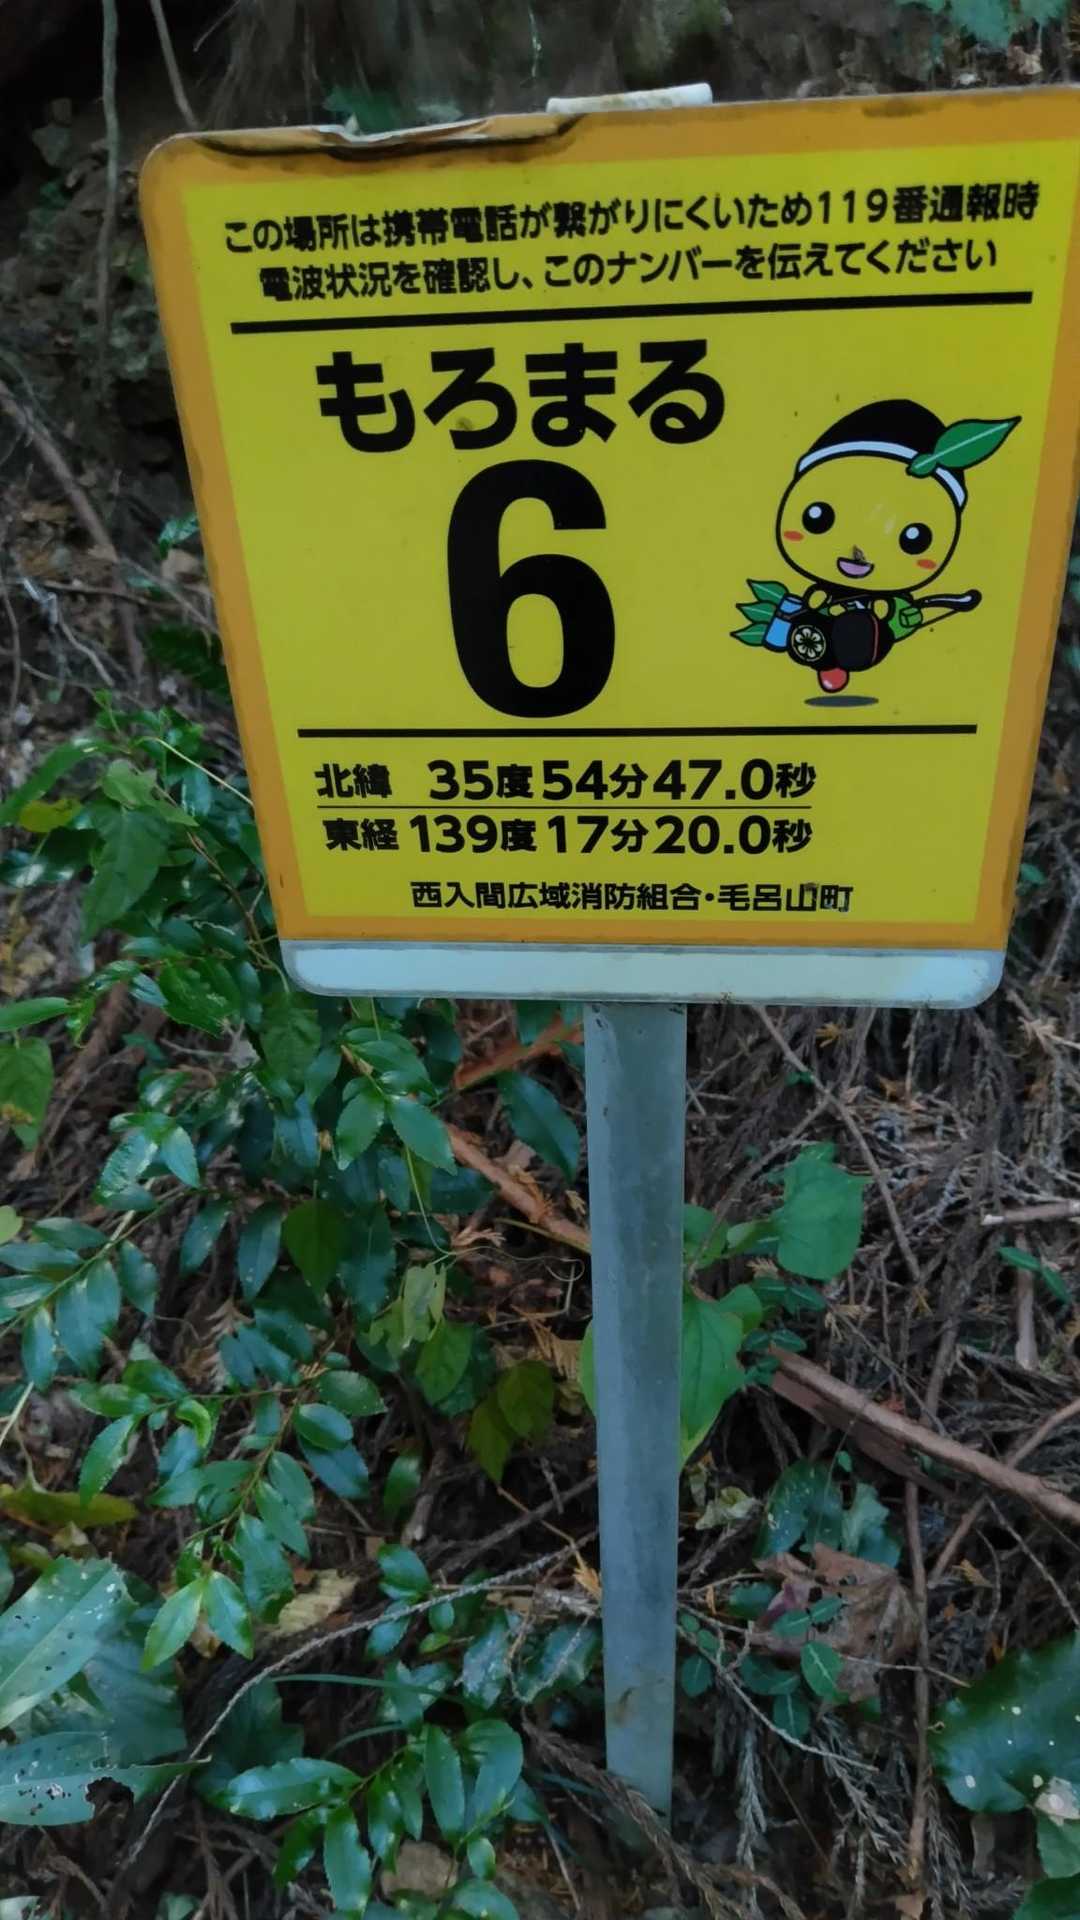 この場所は携帯電話が繋がりにくいため119番通報時
電波状況を確認し、このナンバーを伝えてください
もろまる
6
北緯 35度54分47.0秒
東経 139度17分20.0秒
西入間広域消防組合・毛呂山町